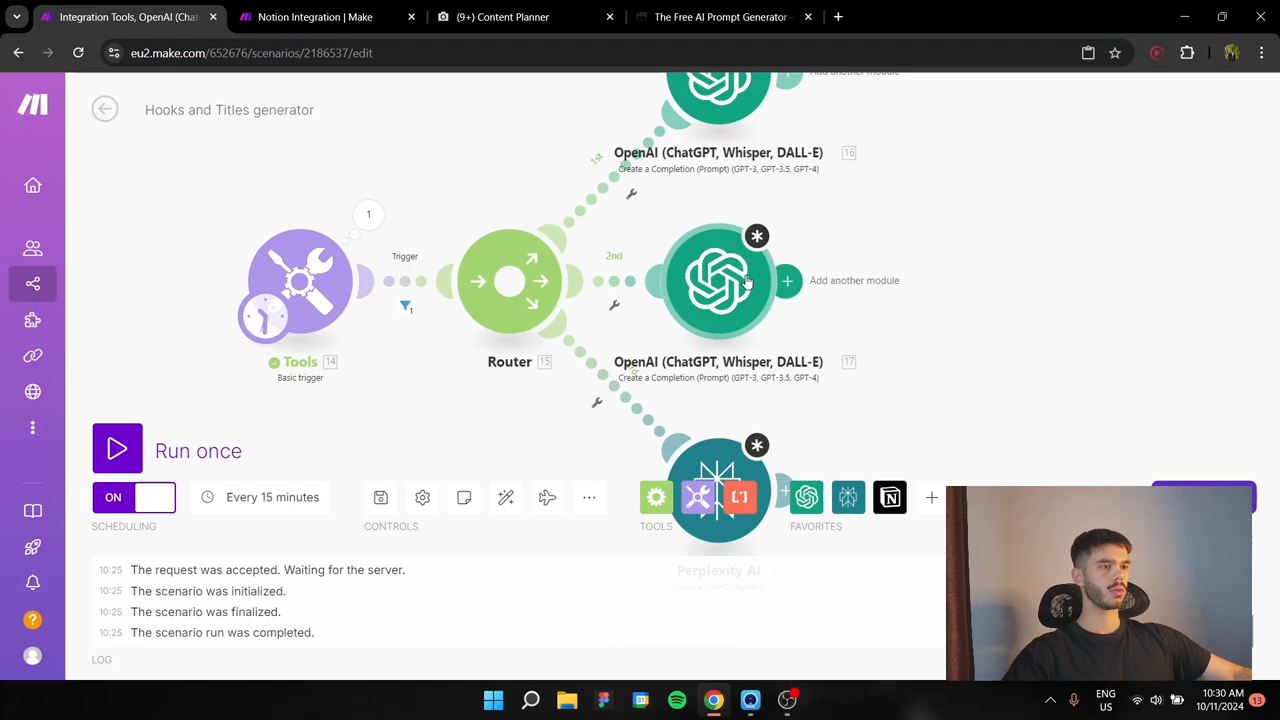 Integration Tools, OpenAI (Chat
Notion Integration | Make
(9+) Content Planner
The Free AI Prompt Generator -
eu2.make.com/652676/scenarios/2186537/edit
Hooks and Titles generator
Add another module
1st
OpenAI (ChatGPT, Whisper, DALL-E) 16
Create a Completion (Prompt) (GPT-3, GPT-3.5, GPT-4)
1
Trigger
2nd
1
Add another module
Tools 14
Basic trigger
Router 15
OpenAI (ChatGPT, Whisper, DALL-E) 17
Create a Completion (Prompt) (GPT-3, GPT-3.5, GPT-4)
Run once
ON
Every 15 minutes
SCHEDULING
CONTROLS
TOOLS
FAVORITES
Perplexity AI
10:25 The request was accepted. Waiting for the server.
10:25 The scenario was initialized.
10:25 The scenario was finalized.
10:25 The scenario run was completed.
LOG
ENG
US
10:30 AM
10/11/2024
13